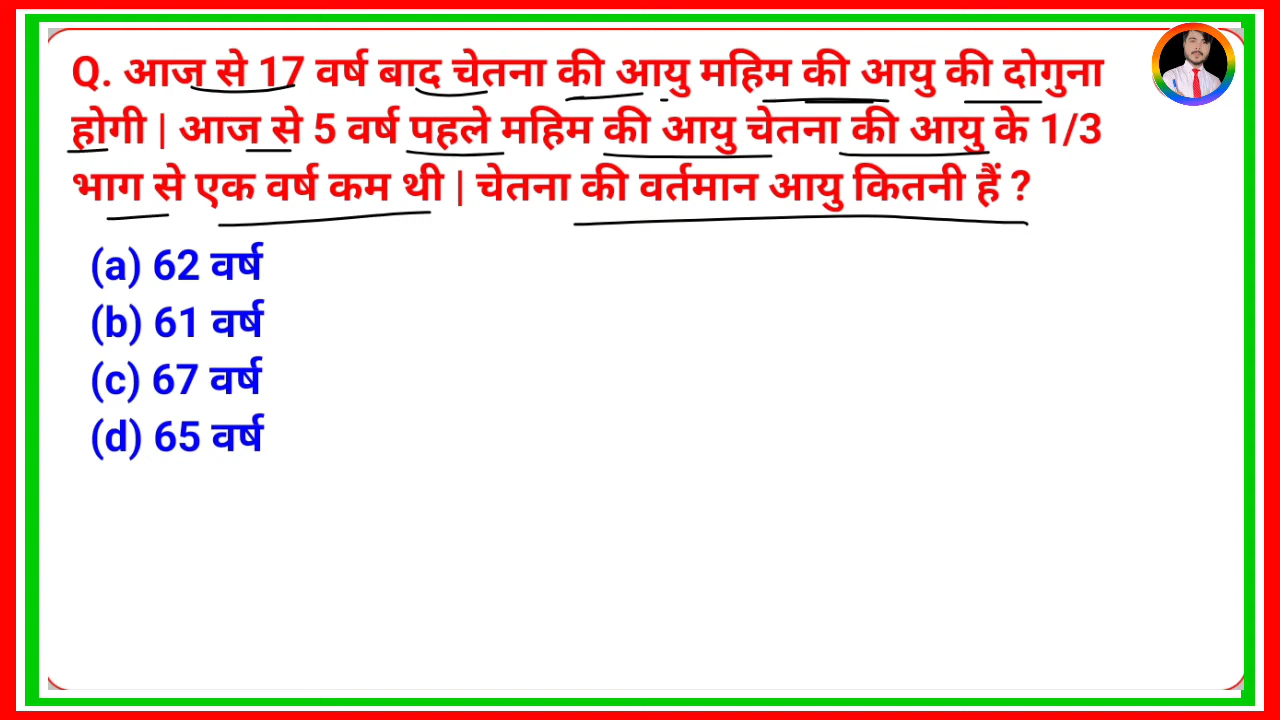 Q. आज से 17 वर्ष बाद चेतना की आयु महिम की आयु की दोगुना
होगी | आज से 5 वर्ष पहले महिम की आयु चेतना की आयु के 1/3
भाग से एक वर्ष कम थी | चेतना की वर्तमान आयु कितनी हैं ?
(a) 62 वर्ष
(b) 61 वर्ष
(c) 67 वर्ष
(d) 65 वर्ष